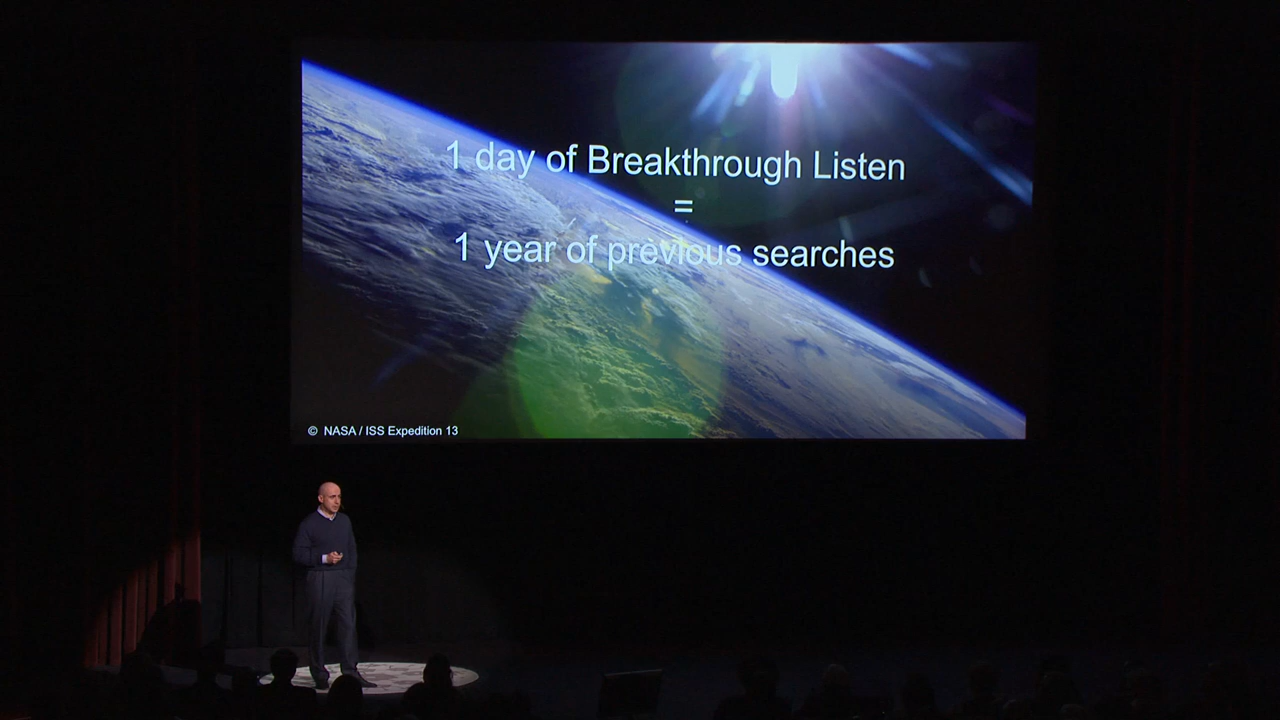 1 day of Breakthrough Listen
=
1 year of previous searches
© NASA / ISS Expedition 13